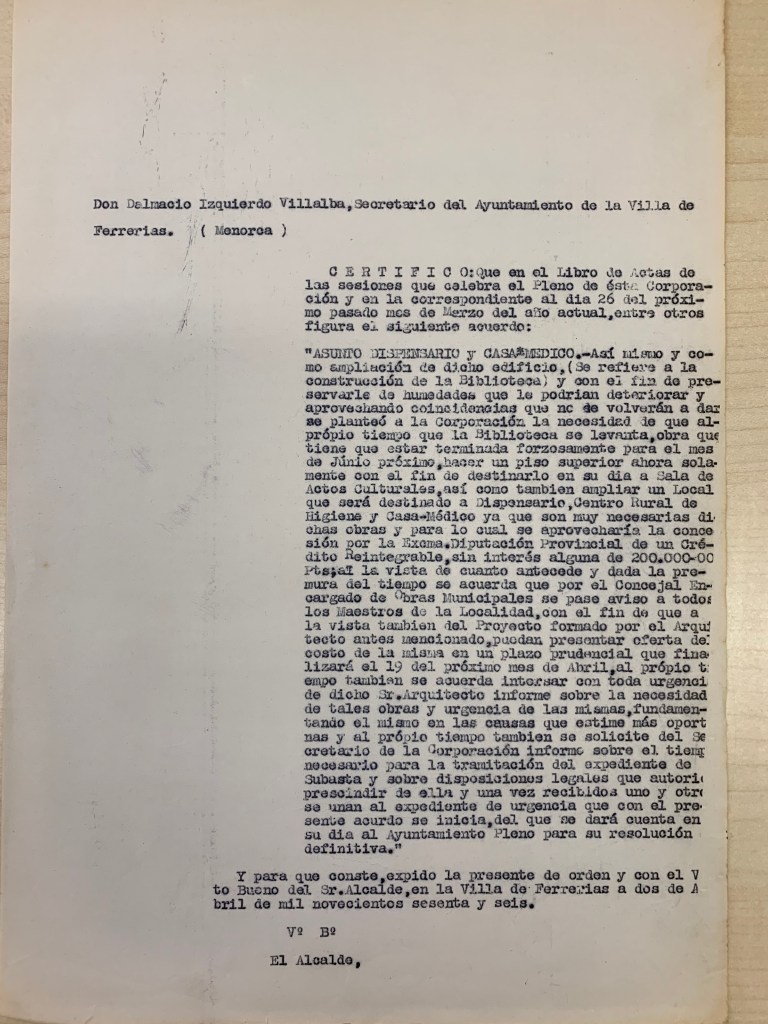 Don Dalmacio Izquierdo Villalba,Secretario del Ayuntamiento de la Villa de
Ferrerias. ( Menorca )
C E R T I F I C O:Que en el Libro de Actas de
las sesiones que celebra el Pleno de ésta Corpora-
ción y en la correspondiente al dia 26 del próxi-
mo pasado mes de Marzo del año actual,entre otros
figura el siguiente acuerdo:
"ASUNTO DISPENSARIO y CASA*MEDICO.-Así mismo y co-
mo ampliación de dicho edificio,(Se refiere a la
construcción de la Biblioteca) y con el fin de pre-
servarle de humedades que le podrian deteriorar y
aprovechando coincidencias que no se volverán a dar
se planteó a la Corporación la necesidad de que al-
própio tiempo que la Biblioteca se levanta,obra que
tiene que estar terminada forzosamente para el mes
de Júnio próximo,hacer un piso superior ahora sola-
mente con el fin de destinarlo en su dia a Sala de
Actos Culturales,así como tambien ampliar un Local
que será destinado a Dispensario,Centro Rural de
Higiene y Casa-Médico ya que son muy necesarias di
chas obras y para lo cual se aprovecharía la conce
sión por la Excma.Diputación Provincial de un Cré-
dito Reintegrable,sin interés alguna de 200.000-00
Pts;aI la vista de cuanto antecede y dada la pre-
mura del tiempo se acuerda que por el Concejal En-
cargado de Obras Municipales se pase aviso a todos
los Maestros de la Localidad,con el fin de que a
la vista tambien del Proyecto formado por el Arqui
tecto antes mencionado,puedan presentar oferta del
costo de la misma en un plazo prudencial que fina
lizará el 19 del próximo mes de Abril,al própio ti
empo tambian se acuerda intersar con toda urgenci
de dicho Sr.Arquitecto informe sobre la necesidad
de tales obras y urgencia de las mismas,fundamen-
tando el mismo en las causas que estime más oport
nas y al própio tiempo tambien se solicite del Se
cretario de la Corporación informe sobre el tiemp
necesario para la tramitación del expediente de
Subasta y sobre disposiciones legales que autoric
prescindir de ella y una vez recibidos uno y otro
se unan al expediente de urgencia que con el pre-
sente acurdo se inicia,del que se dará cuenta en
su dia al Ayuntamiento Pleno para su resolución
definitiva."
Y para que conste,expido la presente de orden y con el V
to Bueno del Sr.Alcalde,en la Villa de Ferrerias a dos de A
bril de mil novecientos sesenta y seis.
Vº Bº
El Alcalde,